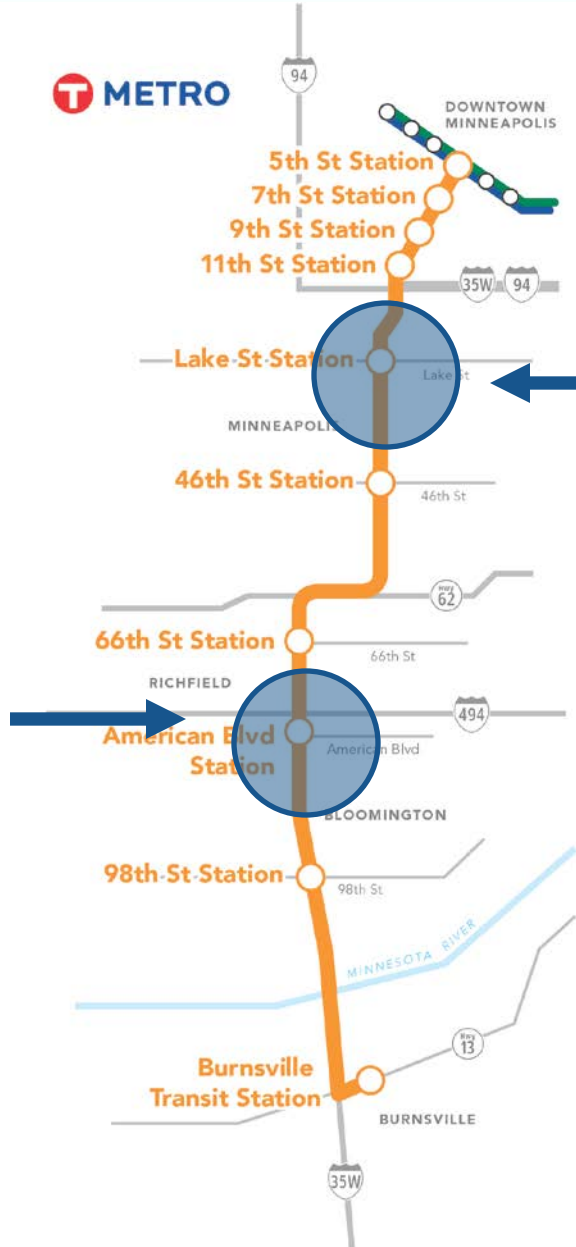 94
T METRO
DOWNTOWN
MINNEAPOLIS
5th St Station
7th St Station
9th St Station
11th St Station
35W 94
Lake St Station
Lake St
MINNEAPOLIS
46th St Station
46th St
Hwy
62
66th St Station
66th St
RICHFIELD
494
American Blvd
Station
American Blvd
BLOOMINGTON
98th St Station
98th St
MINNESOTA RIVER
Hwy
13
Burnsville
Transit Station
BURNSVILLE
35W